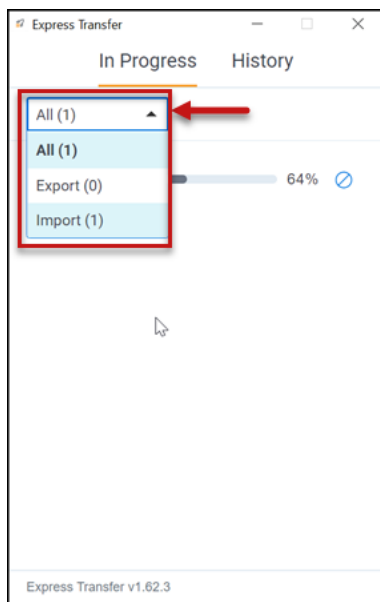 Express Transfer
In Progress History
All (1)
All (1)
Export (0)
64%
Import (1)
Express Transfer v1.62.3